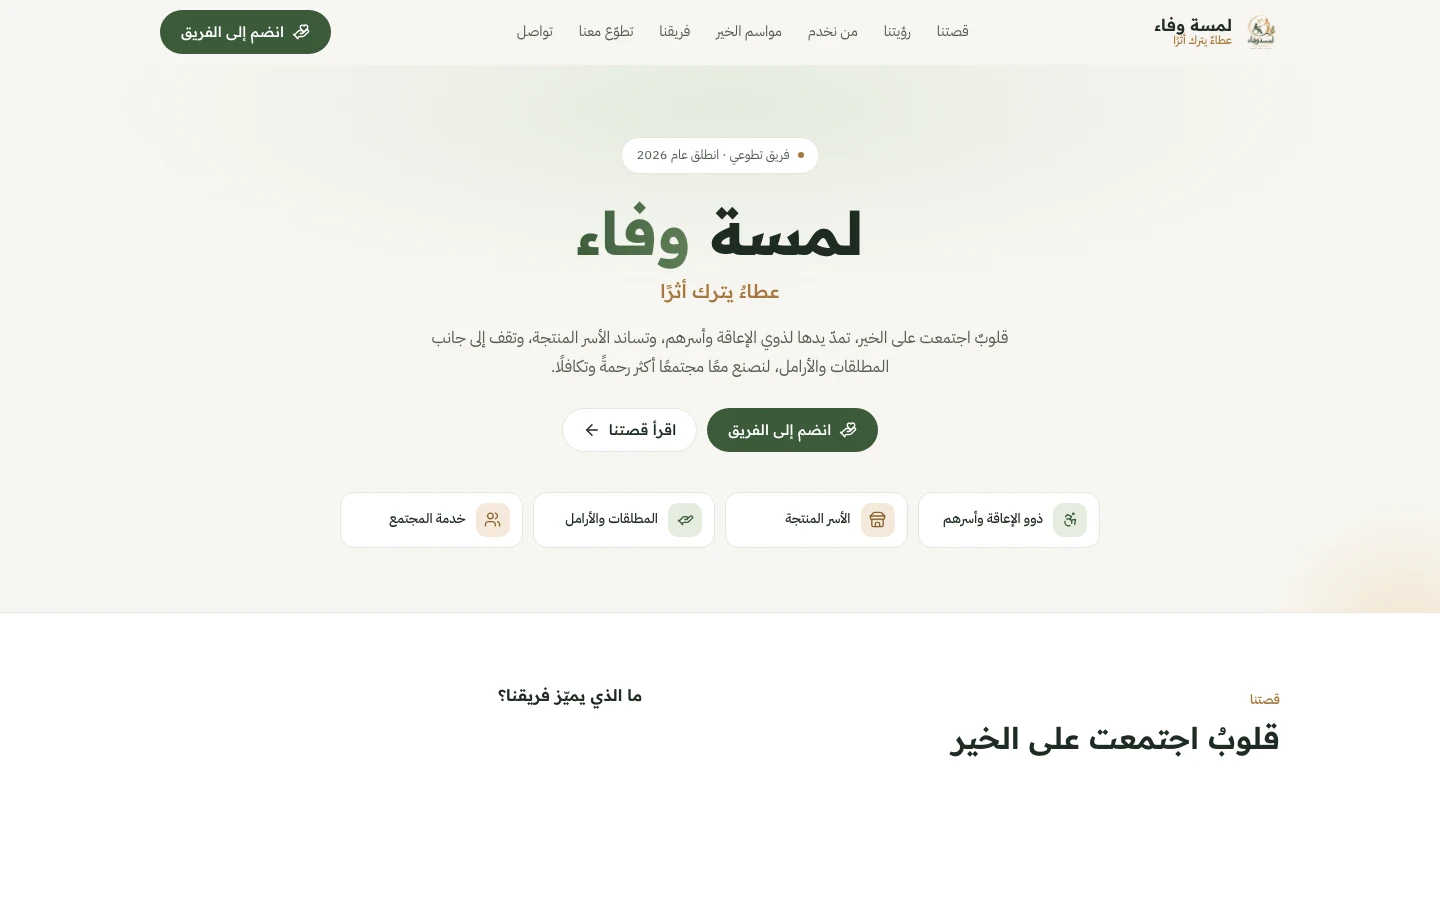 لمسة وفاء
عطاءٌ يترك أثرًا
قصتنا
رؤيتنا
من نخدم
مواسم الخير
فريقنا
تطوّع معنا
تواصل
انضم إلى الفريق
فريق تطوعي · انطلق عام 2026
لمسة وفاء
عطاءٌ يترك أثرًا
قلوبٌ اجتمعت على الخير، تمدّ يدها لذوي الإعاقة وأسرهم، وتساند الأسر المنتجة، وتقف إلى جانب
المطلقات والأرامل، لنصنع معًا مجتمعًا أكثر رحمةً وتكافلًا.
انضم إلى الفريق
اقرأ قصتنا
ذوو الإعاقة وأسرهم
الأسر المنتجة
المطلقات والأرامل
خدمة المجتمع
قصتنا
قلوبٌ اجتمعت على الخير
ما الذي يميّز فريقنا؟